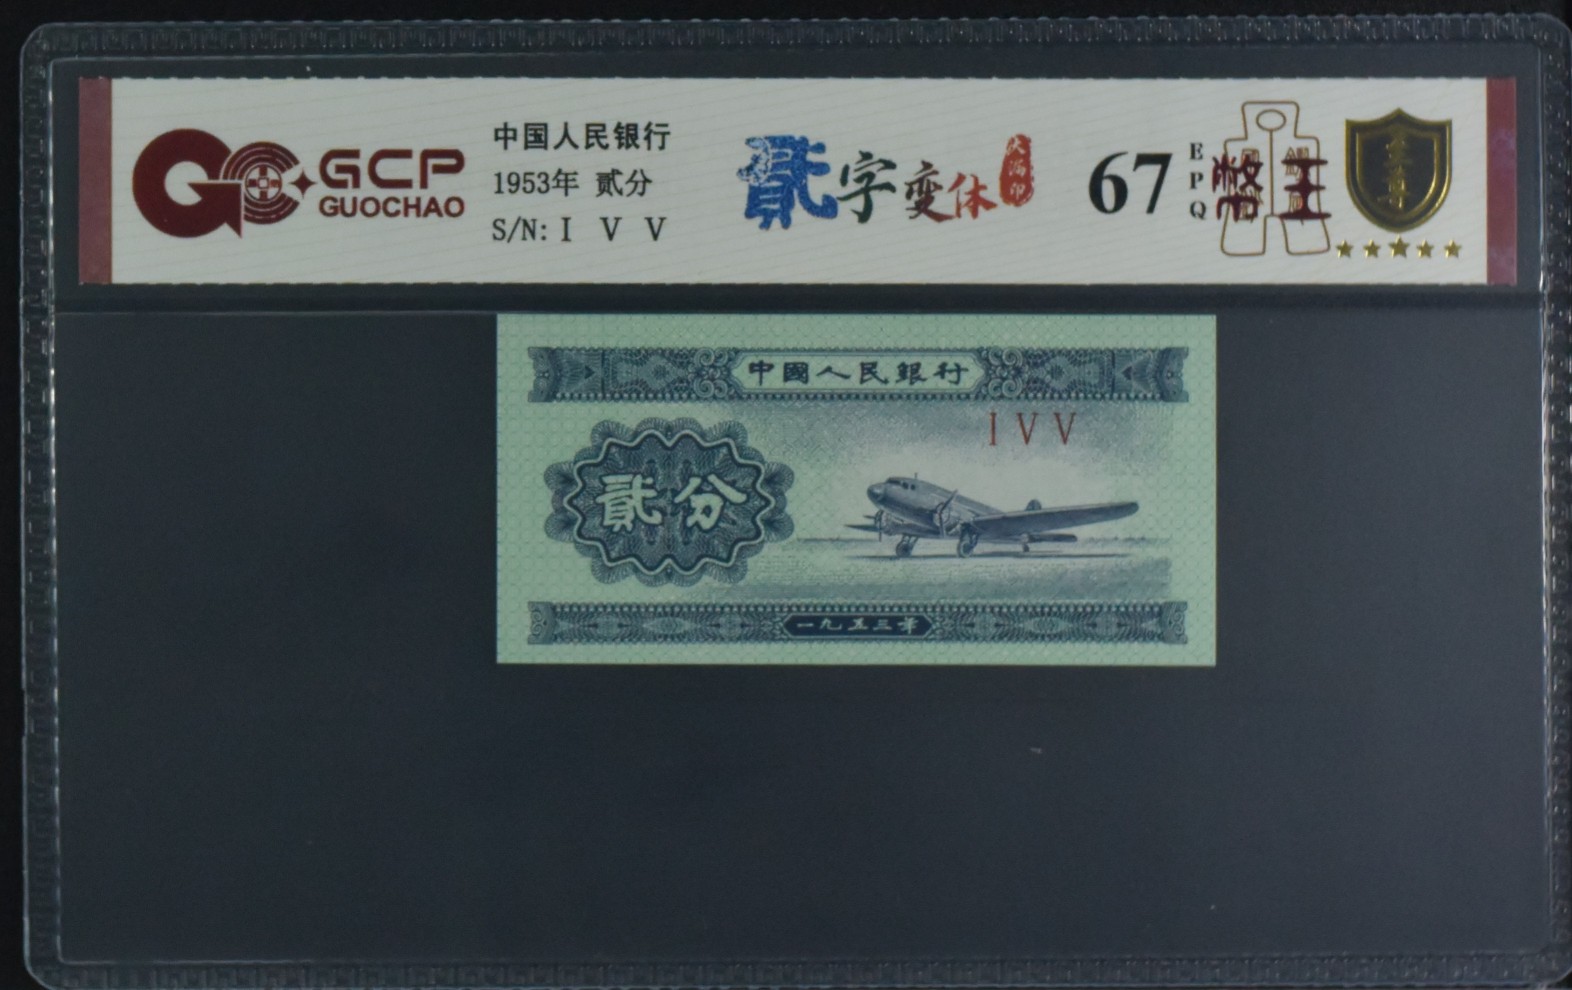 GCP
GUOCHAO
中国人民银行
1953年 贰分
S/N: I V V
貳字变体
67
EPQ
中國人民銀行
I V V
貳分
一九五三年